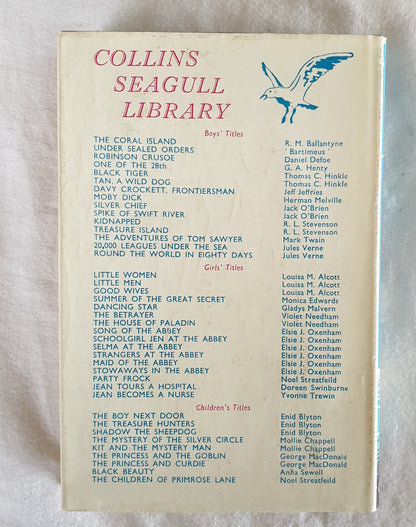 COLLINS
SEAGULL
LIBRARY
Boys' Titles
THE CORAL ISLAND R. M. Ballantyne
UNDER SEALED ORDERS 'Bartimeus'
ROBINSON CRUSOE Daniel Defoe
ONE OF THE 28th G. A. Henty
BLACK TIGER Thomas C. Hinkle
TAN, A WILD DOG Thomas C. Hinkle
DAVY CROCKETT, FRONTIERSMAN Jeff Jeffries
MOBY DICK Herman Melville
SILVER CHIEF Jack O'Brien
SPIKE OF SWIFT RIVER Jack O'Brien
KIDNAPPED R. L. Stevenson
TREASURE ISLAND R. L. Stevenson
THE ADVENTURES OF TOM SAWYER Mark Twain
20,000 LEAGUES UNDER THE SEA Jules Verne
ROUND THE WORLD IN EIGHTY DAYS Jules Verne
Girls' Titles
LITTLE WOMEN Louisa M. Alcott
LITTLE MEN Louisa M. Alcott
GOOD WIVES Louisa M. Alcott
SUMMER OF THE GREAT SECRET Monica Edwards
DANCING STAR Gladys Malvern
THE BETRAYER Violet Needham
THE HOUSE OF PALADIN Violet Needham
SONG OF THE ABBEY Elsie J. Oxenham
SCHOOLGIRL JEN AT THE ABBEY Elsie J. Oxenham
SELMA AT THE ABBEY Elsie J. Oxenham
STRANGERS AT THE ABBEY Elsie J. Oxenham
MAID OF THE ABBEY Elsie J. Oxenham
STOWAWAYS IN THE ABBEY Elsie J. Oxenham
PARTY FROCK Noel Streatfeild
JEAN TOURS A HOSPITAL Doreen Swinburne
JEAN BECOMES A NURSE Yvonne Trewin
Children's Titles
THE BOY NEXT DOOR Enid Blyton
THE TREASURE HUNTERS Enid Blyton
SHADOW THE SHEEPDOG Enid Blyton
THE MYSTERY OF THE SILVER CIRCLE Mollie Chappell
KIT AND THE MYSTERY MAN Mollie Chappell
THE PRINCESS AND THE GOBLIN George MacDonald
THE PRINCESS AND CURDIE George MacDonald
BLACK BEAUTY Anna Sewell
THE CHILDREN OF PRIMROSE LANE Noel Streatfeild